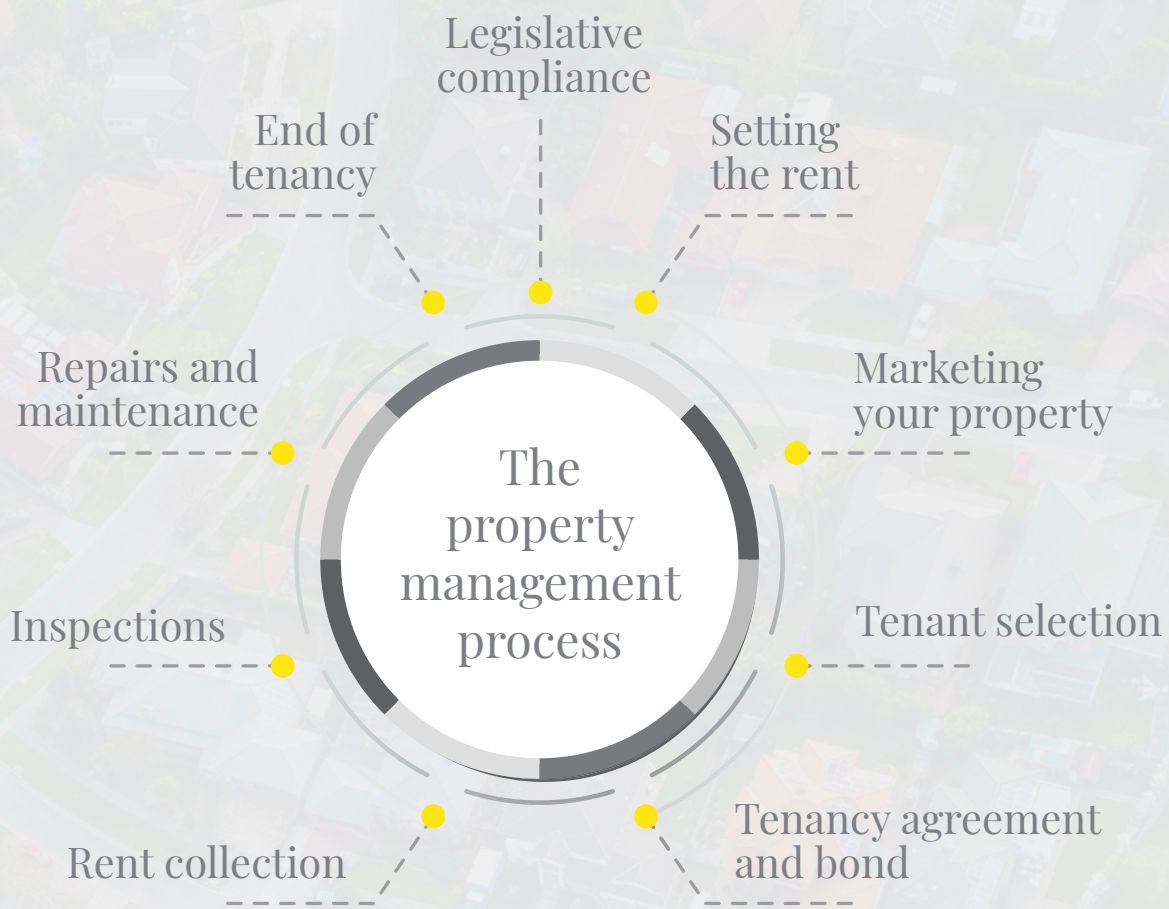 Legislative
compliance
Setting
the rent
Marketing
your property
Tenant selection
Tenancy agreement
and bond
Rent collection
Inspections
Repairs and
maintenance
End of
tenancy
The
property
management
process